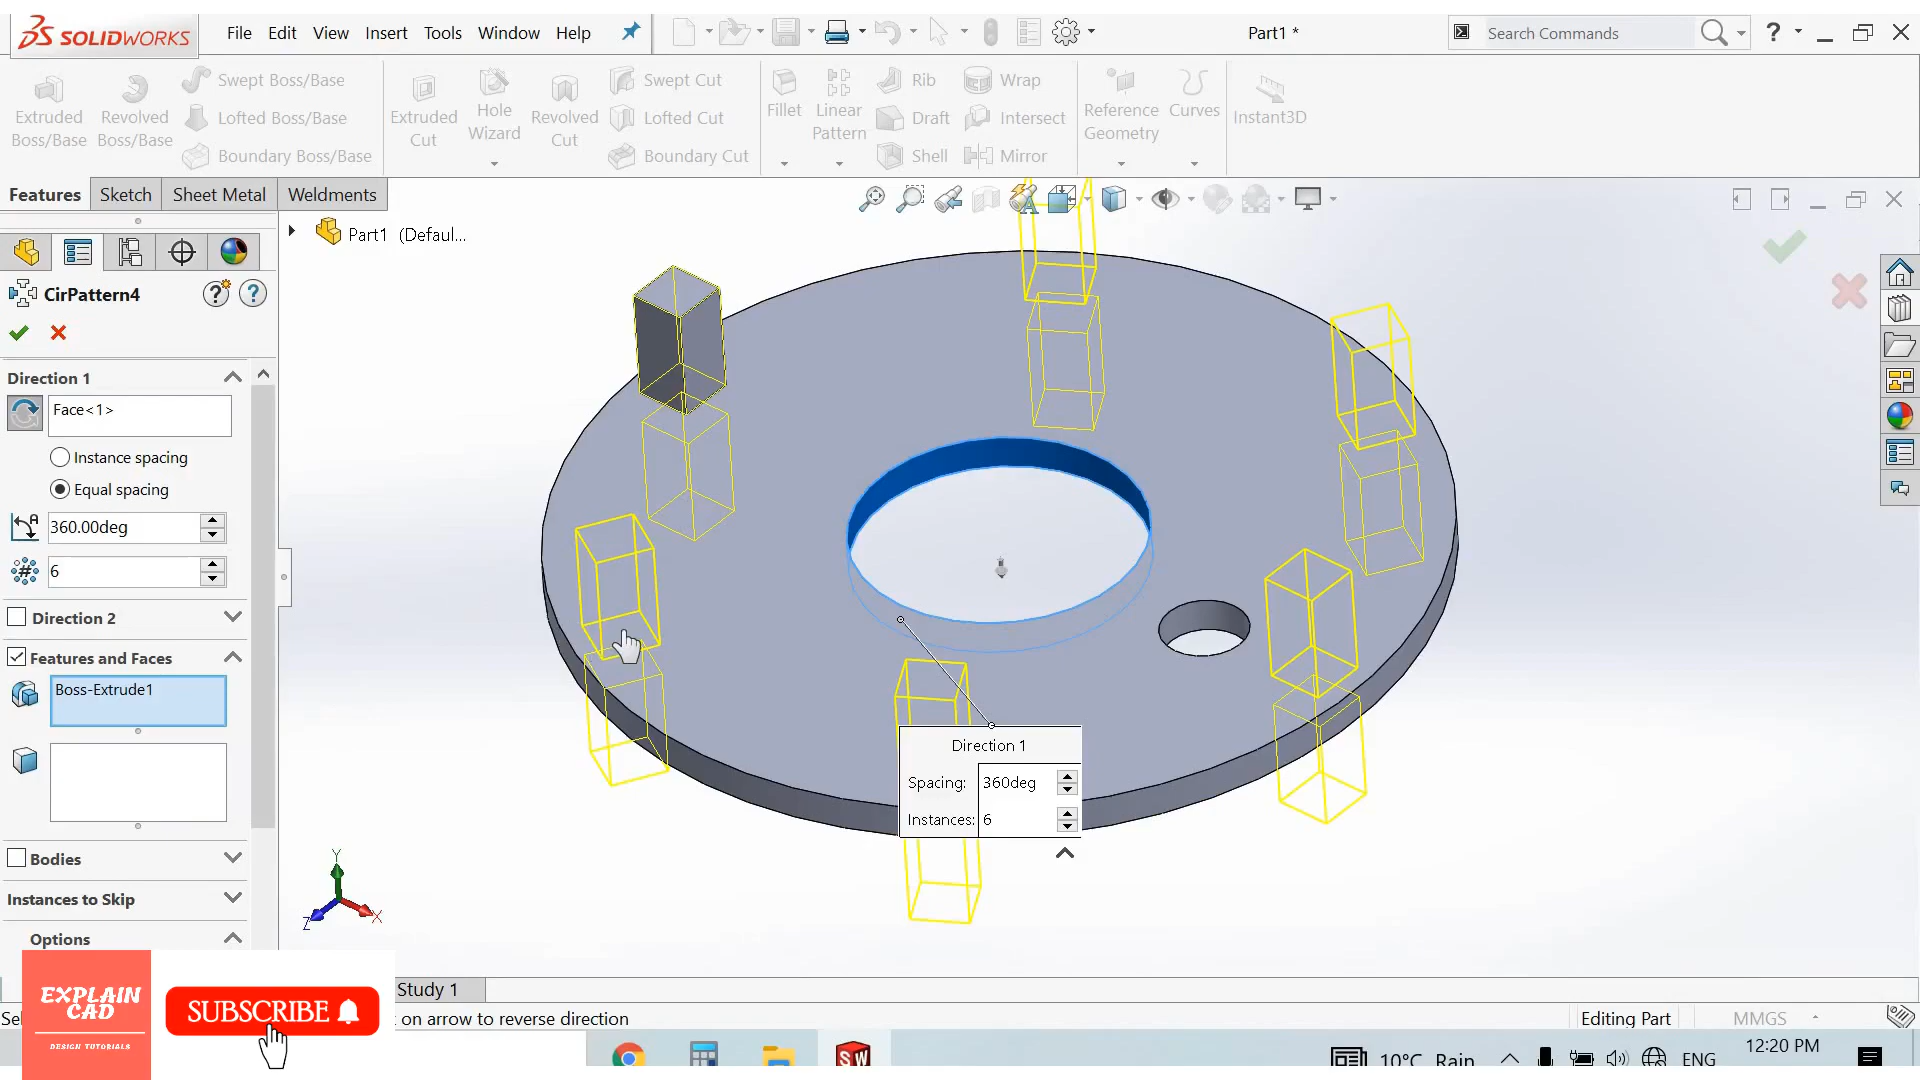 SOLIDWORKS
File Edit View Insert Tools Window Help
Part1 *
Search Commands
Extruded Boss/Base
Revolved Boss/Base
Swept Boss/Base
Lofted Boss/Base
Boundary Boss/Base
Extruded Cut
Hole Wizard
Revolved Cut
Swept Cut
Lofted Cut
Boundary Cut
Fillet
Linear Pattern
Rib
Draft
Shell
Wrap
Intersect
Mirror
Reference Geometry
Curves
Instant3D
Features Sketch Sheet Metal Weldments
Part1 (Defaul...
CirPattern4
Direction 1
Face<1>
Instance spacing
Equal spacing
360.00deg
6
Direction 2
Features and Faces
Boss-Extrude1
Bodies
Instances to Skip
Options
Direction 1
Spacing: 360deg
Instances: 6
Y
Z
X
EXPLAIN
CAD
DESIGN TUTORIALS
SUBSCRIBE
Study 1
on arrow to reverse direction
Editing Part
MMGS
SW
10°C Rain
ENG
12:20 PM